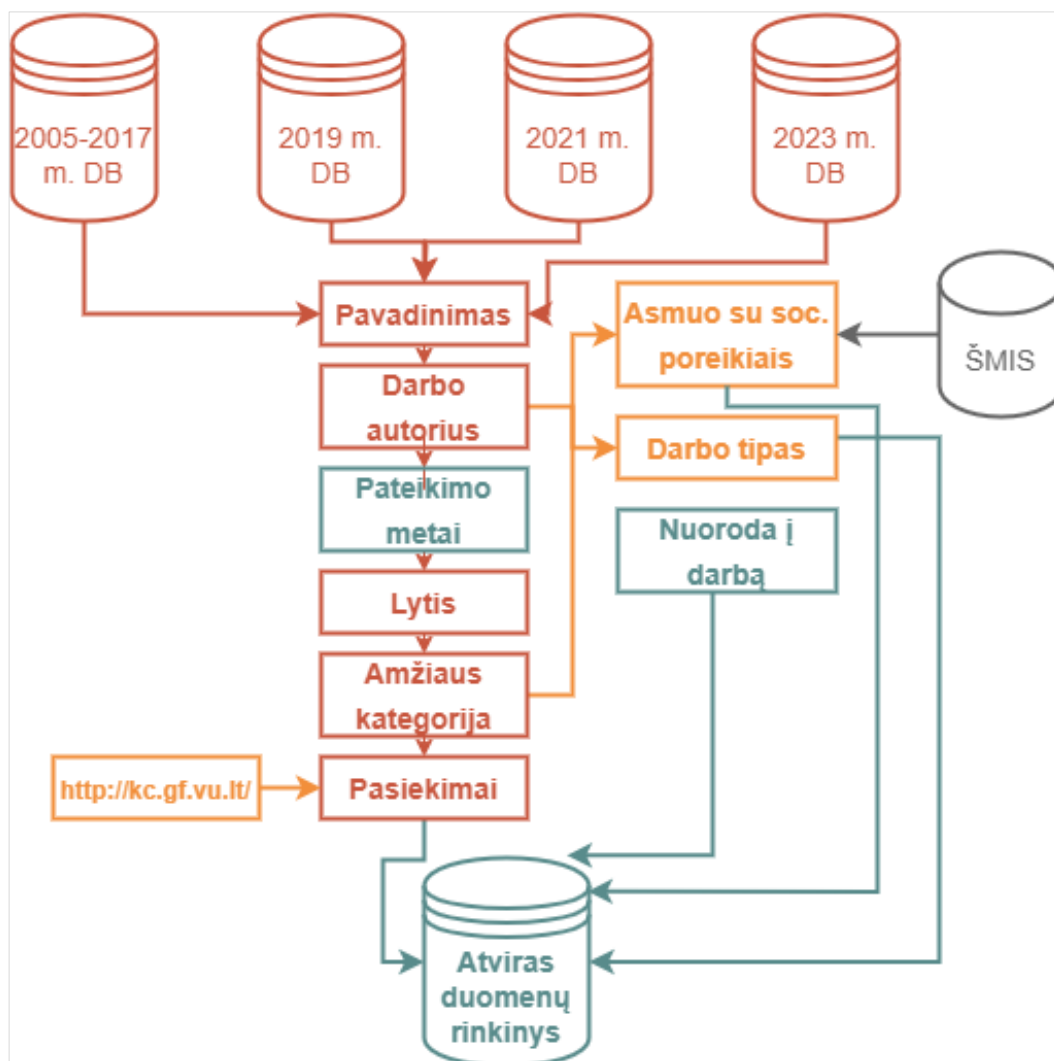 2005-2017
m. DB
2019 m.
DB
2021 m.
DB
2023 m.
DB
Pavadinimas
Asmuo su soc.
poreikiais
ŠMIS
Darbo
autorius
Darbo tipas
Pateikimo
metai
Nuoroda į
darbą
Lytis
Amžiaus
kategorija
http://kc.gf.vu.lt/
Pasiekimai
Atviras
duomenų
rinkinys